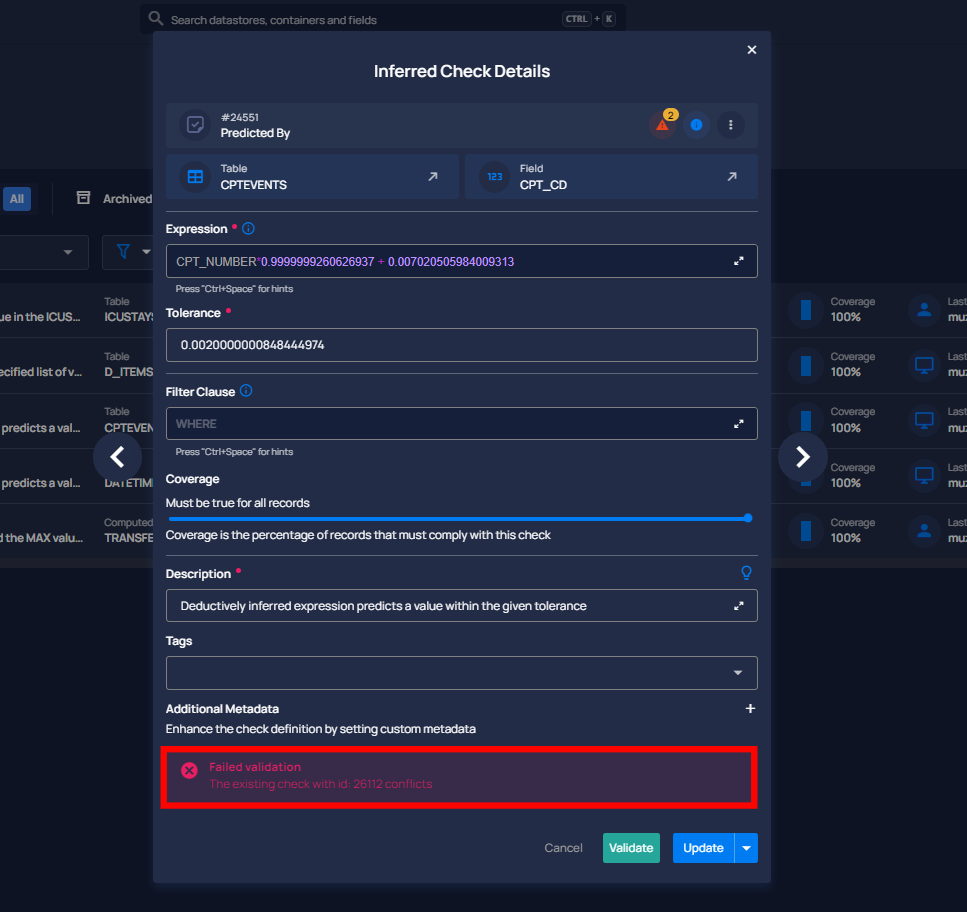 Search datastores, containers and fields CTRL + K
Inferred Check Details
#24551
Predicted By
2
Table
CPTEVENTS
123
Field
CPT_CD
All
Archived
Expression *
CPT_NUMBER*0.9999999260626937 + 0.007020505984009313
Press "Ctrl+Space" for hints
Tolerance *
0.0020000000848444974
Filter Clause
WHERE
Press "Ctrl+Space" for hints
Coverage
Must be true for all records
Coverage is the percentage of records that must comply with this check
Description *
Deductively inferred expression predicts a value within the given tolerance
Tags
Additional Metadata
Enhance the check definition by setting custom metadata
Failed validation
The existing check with id: 26112 conflicts
Cancel
Validate
Update
ue in the ICUS...
Table
ICUSTAYS
Coverage
100%
Last
mu
ecified list of v...
Table
D_ITEMS
Coverage
100%
Last
mu
predicts a val...
Table
CPTEVEN
Coverage
100%
Last
mu
predicts a val...
DATETIM
Coverage
100%
Last
mu
d the MAX valu...
Computed
TRANSFE
Coverage
100%
Last
mu